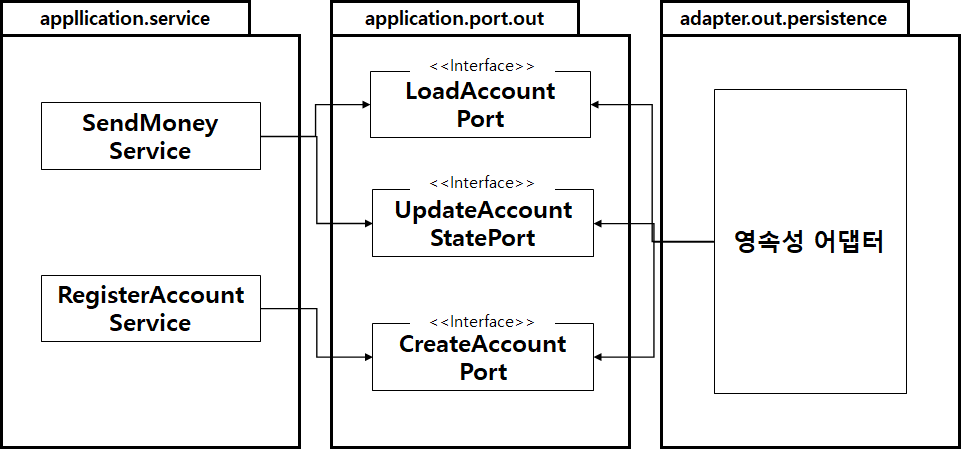 appllication.service
application.port.out
adapter.out.persistence
SendMoney
Service
RegisterAccount
Service
<<Interface>>
LoadAccount
Port
<<Interface>>
UpdateAccount
StatePort
<<Interface>>
CreateAccount
Port
영속성 어댑터